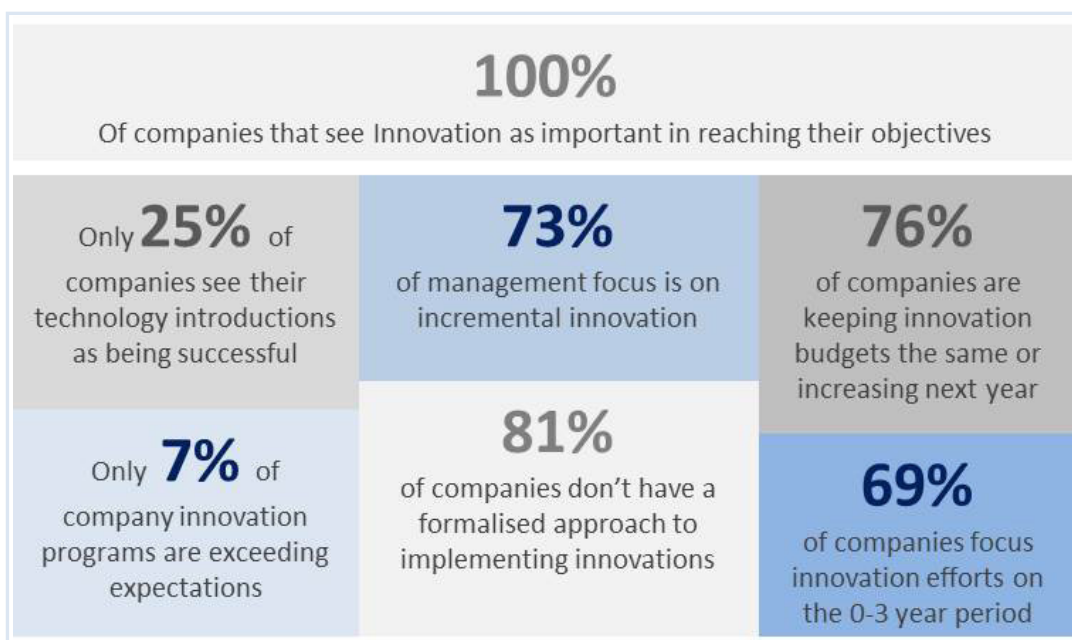 100%
Of companies that see Innovation as important in reaching their objectives
Only 25% of
companies see their
technology introductions
as being successful
73%
of management focus is on
incremental innovation
76%
of companies are
keeping innovation
budgets the same or
increasing next year
Only 7% of
company innovation
programs are exceeding
expectations
81%
of companies don’t have a
formalised approach to
implementing innovations
69%
of companies focus
innovation efforts on
the 0-3 year period